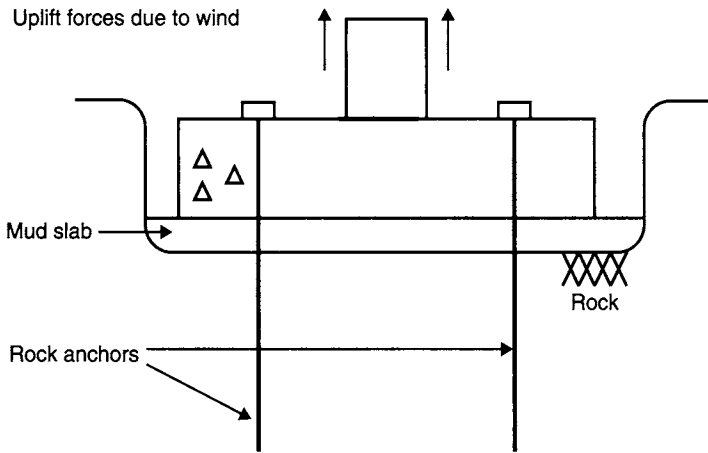 Uplift forces due to wind
Mud slab
Rock
Rock anchors